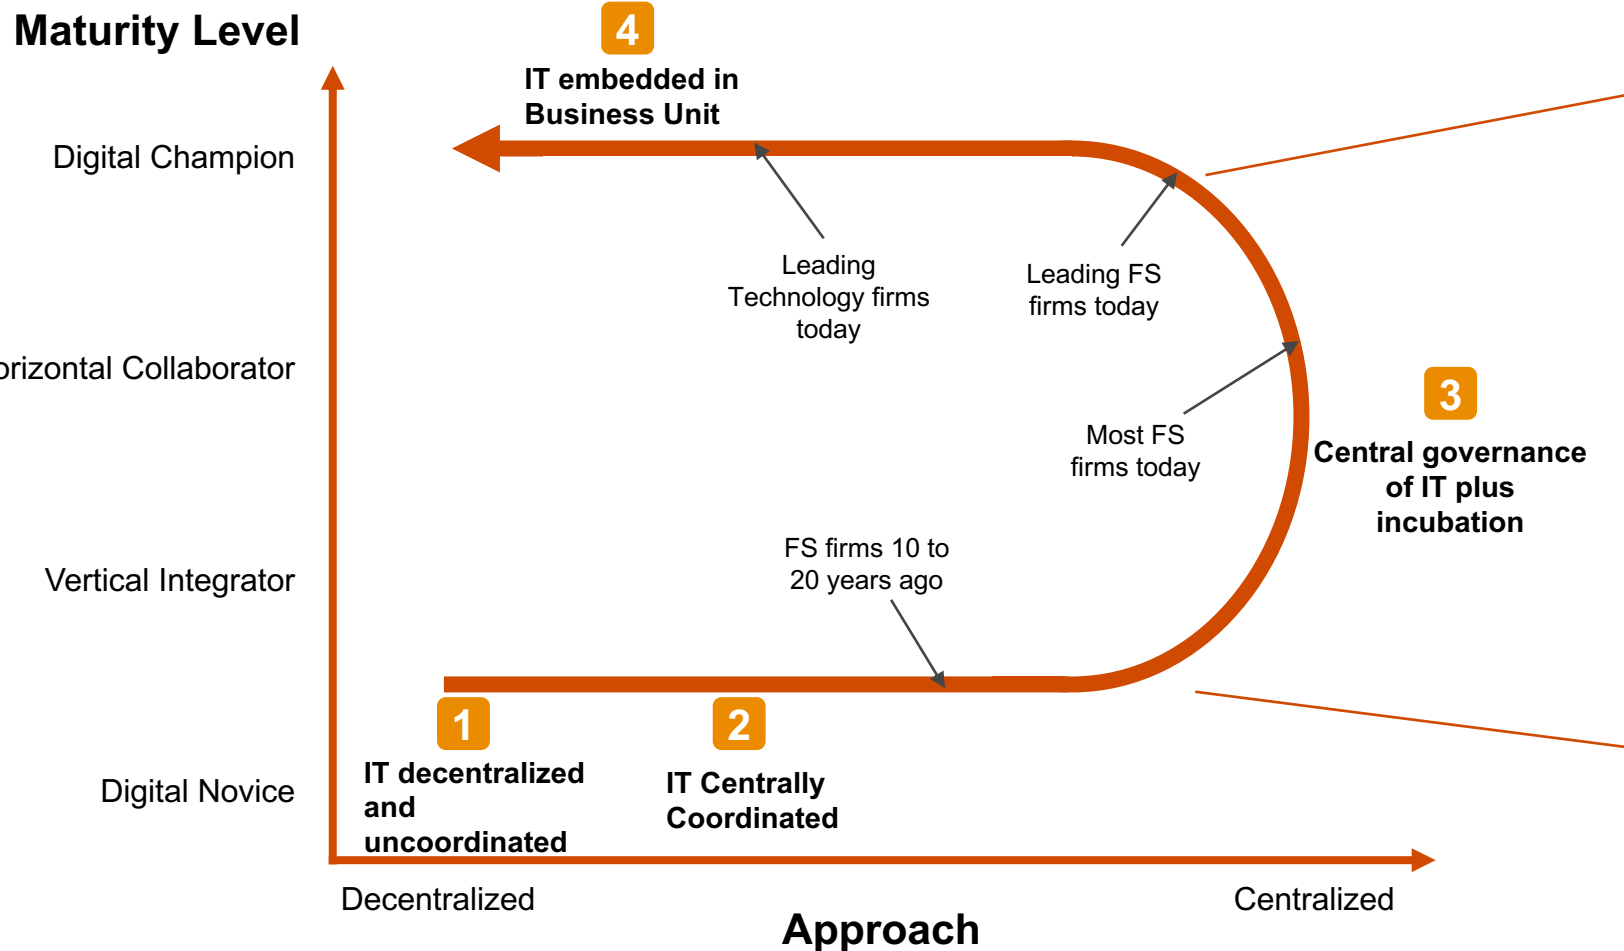 Maturity Level
4
IT embedded in
Business Unit
Digital Champion
Leading
Technology firms
today
Leading FS
firms today
orizontal Collaborator
3
Most FS
firms today
Central governance
of IT plus
incubation
FS firms 10 to
20 years ago
Vertical Integrator
1
2
IT decentralized
and
uncoordinated
IT Centrally
Coordinated
Digital Novice
Decentralized
Centralized
Approach